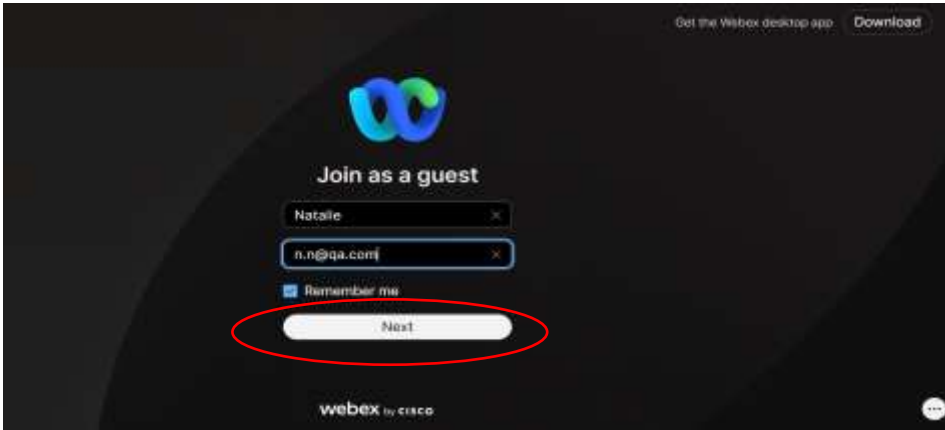 Get the Webex desktop app Download
Join as a guest
Natalie
n.n@qa.com
Remember me
Next
webex by CISCO